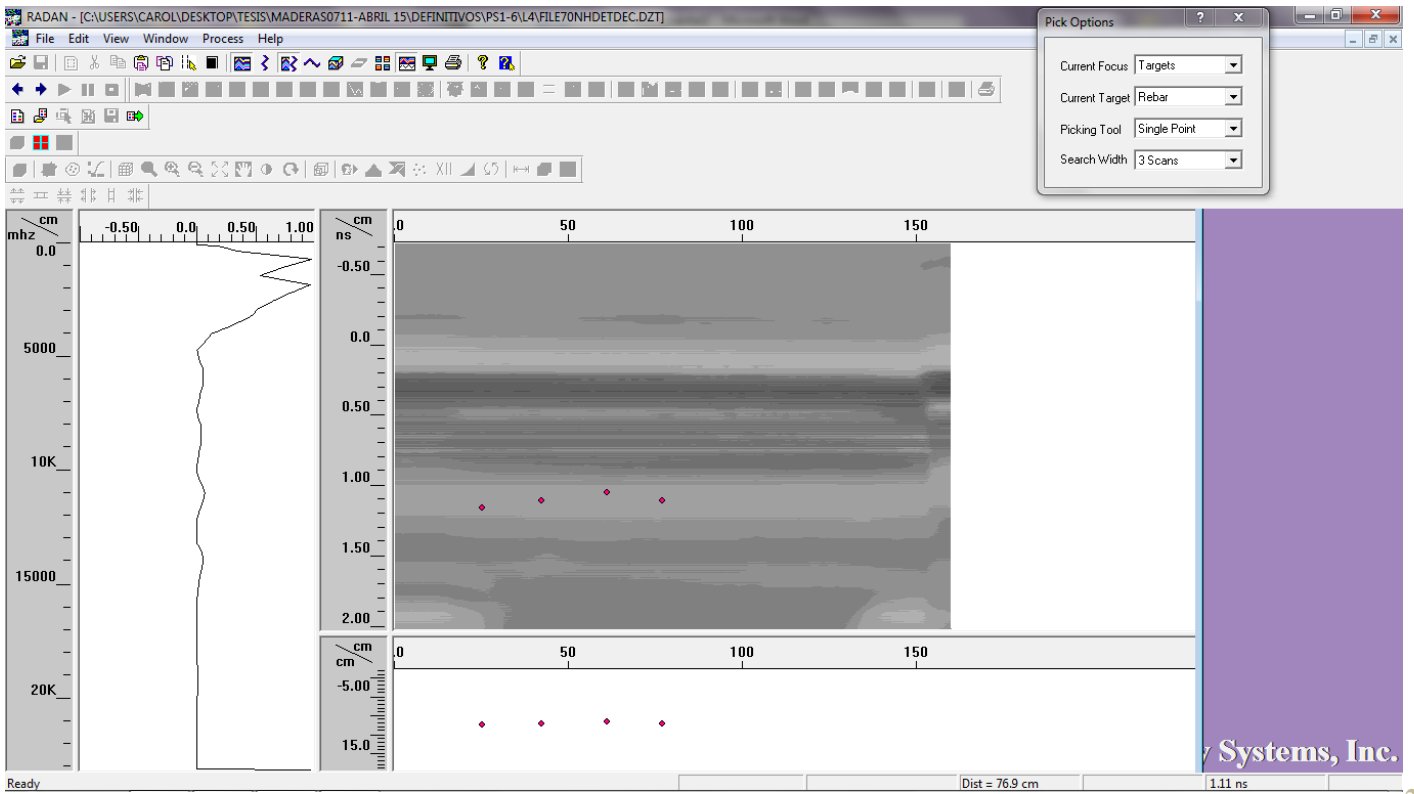 RADAN - [C:\USERS\CAROL\DESKTOP\TESIS\MADERAS0711-ABRIL 15\DEFINITIVOS\PS1-6\L4\FILE70NHDETDEC.DZT]
File Edit View Window Process Help
Pick Options
Current Focus Targets
Current Target Rebar
Picking Tool Single Point
Search Width 3 Scans
cm
mhz
-0.50 0.0 0.50 1.00
0.0
5000
10K
15000
20K
cm
ns
.0 50 100 150
-0.50
0.0
0.50
1.00
1.50
2.00
cm
cm
.0 50 100 150
-5.00
15.0
Systems, Inc.
Ready
Dist = 76.9 cm
1.11 ns